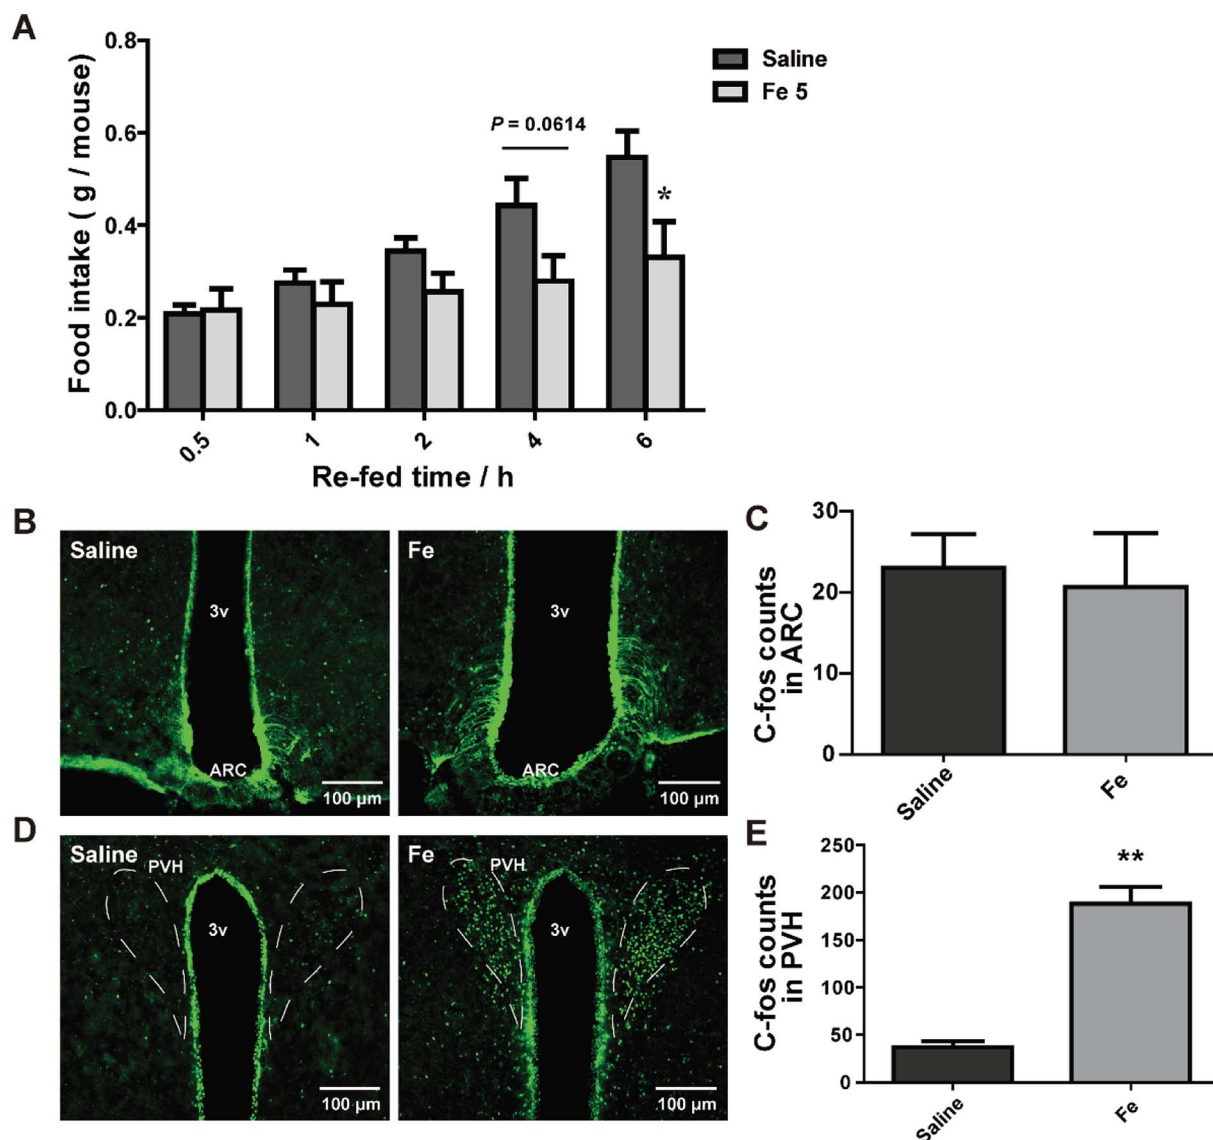 A
0.8
0.6
0.4
0.2
0.0
Food intake ( g / mouse)
P = 0.0614
*
Saline
Fe 5
0.5
1
2
4
6
Re-fed time / h
B
Saline
3v
ARC
100 µm
Fe
3v
ARC
100 µm
C
30
20
10
0
C-fos counts
in ARC
Saline
Fe
D
Saline
PVH
3v
100 µm
Fe
PVH
3v
100 µm
E
250
200
150
100
50
0
C-fos counts
in PVH
**
Saline
Fe